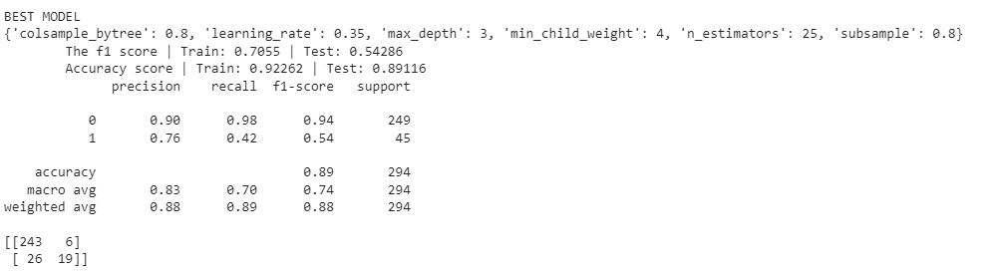 BEST MODEL
{'colsample_bytree': 0.8, 'learning_rate': 0.35, 'max_depth': 3, 'min_child_weight': 4, 'n_estimators': 25, 'subsample': 0.8}
The f1 score | Train: 0.7055 | Test: 0.54286
Accuracy score | Train: 0.92262 | Test: 0.89116
precision recall f1-score support
0 0.90 0.98 0.94 249
1 0.76 0.42 0.54 45
accuracy 0.89 294
macro avg 0.83 0.70 0.74 294
weighted avg 0.88 0.89 0.88 294
[[243 6]
[ 26 19]]